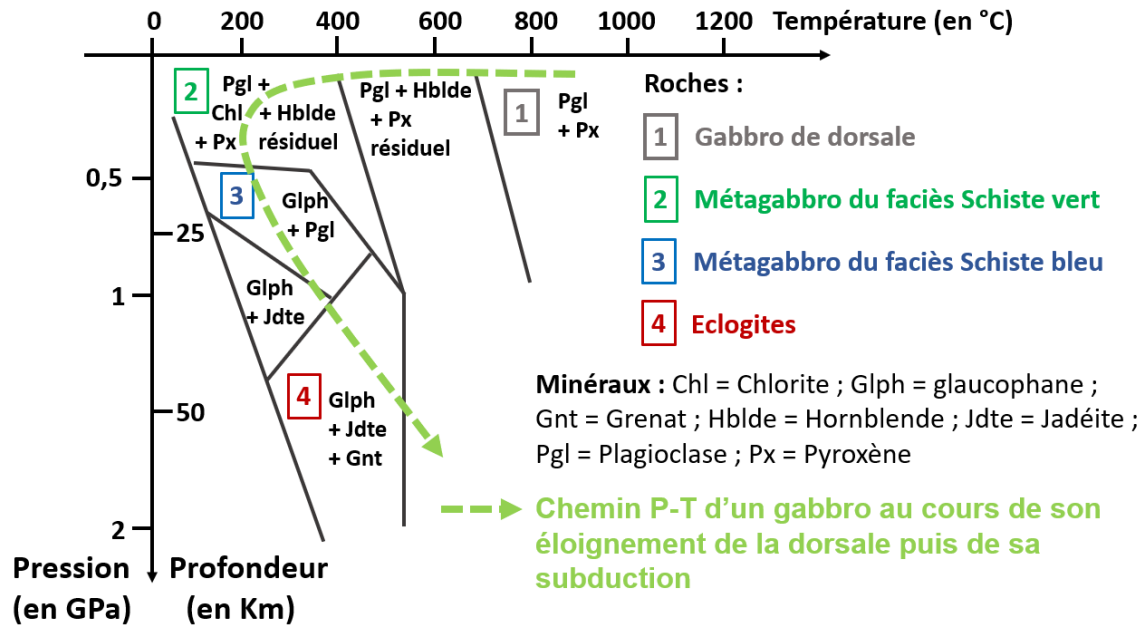 0 200 400 600 800 1000 1200 Température (en °C)
2
Pgl +
Chl + Hblde
+ Px résiduel
Pgl + Hblde
+ Px
résiduel
1
Pgl
+ Px
0,5
3
Glph
+ Pgl
25
Glph
+ Jdte
1
4
Glph
+ Jdte
+ Gnt
50
2
Pression
(en GPa)
Profondeur
(en Km)
Roches :
1 Gabbro de dorsale
2 Métagabbro du faciès Schiste vert
3 Métagabbro du faciès Schiste bleu
4 Eclogites
Minéraux : Chl = Chlorite ; Glph = glaucophane ;
Gnt = Grenat ; Hblde = Hornblende ; Jdte = Jadéite ;
Pgl = Plagioclase ; Px = Pyroxène
Chemin P-T d’un gabbro au cours de son
éloignement de la dorsale puis de sa
subduction